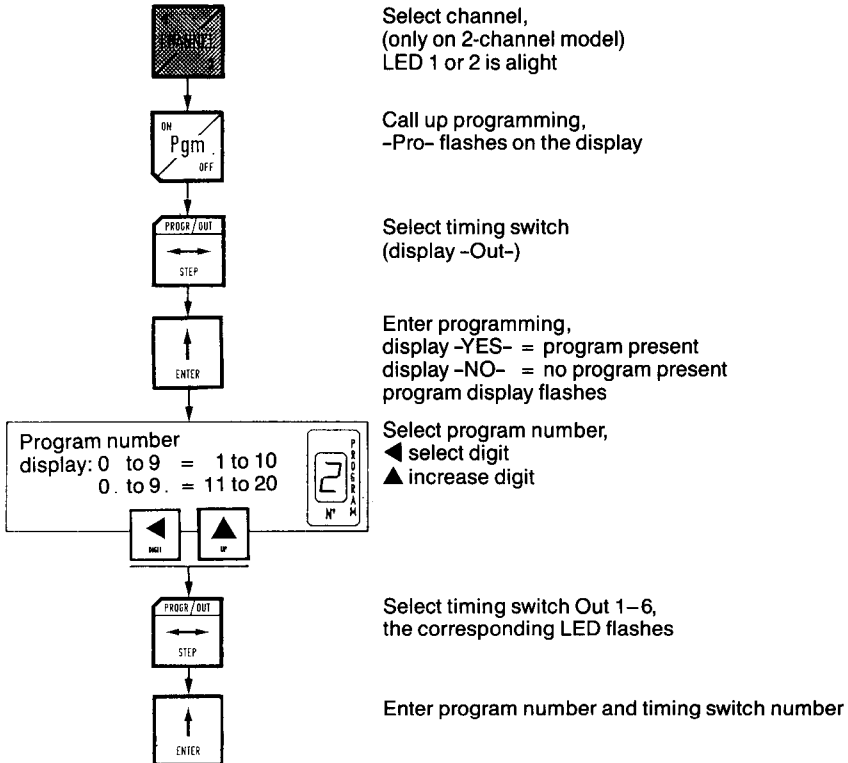 1
CHANNEL
2
Select channel,
(only on 2-channel model)
LED 1 or 2 is alight
ON
Pgm
OFF
Call up programming,
-Pro- flashes on the display
PROGR/OUT
STEP
Select timing switch
(display -Out-)
ENTER
Enter programming,
display -YES- = program present
display -NO- = no program present
program display flashes
Program number
display: 0 to 9 = 1 to 10
0. to 9. = 11 to 20
2
N°
PROGRAM
DIGIT
UP
Select program number,
◀ select digit
▲ increase digit
PROGR/OUT
STEP
Select timing switch Out 1–6,
the corresponding LED flashes
ENTER
Enter program number and timing switch number